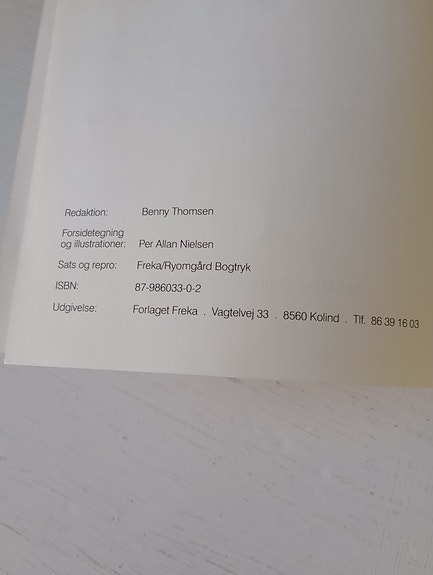 Redaktion: Benny Thomsen
Forsidetegning
og illustrationer: Per Allan Nielsen
Sats og repro: Freka/Ryomgård Bogtryk
ISBN: 87-986033-0-2
Udgivelse: Forlaget Freka . Vagtelvej 33 . 8560 Kolind . Tlf. 86 39 16 03